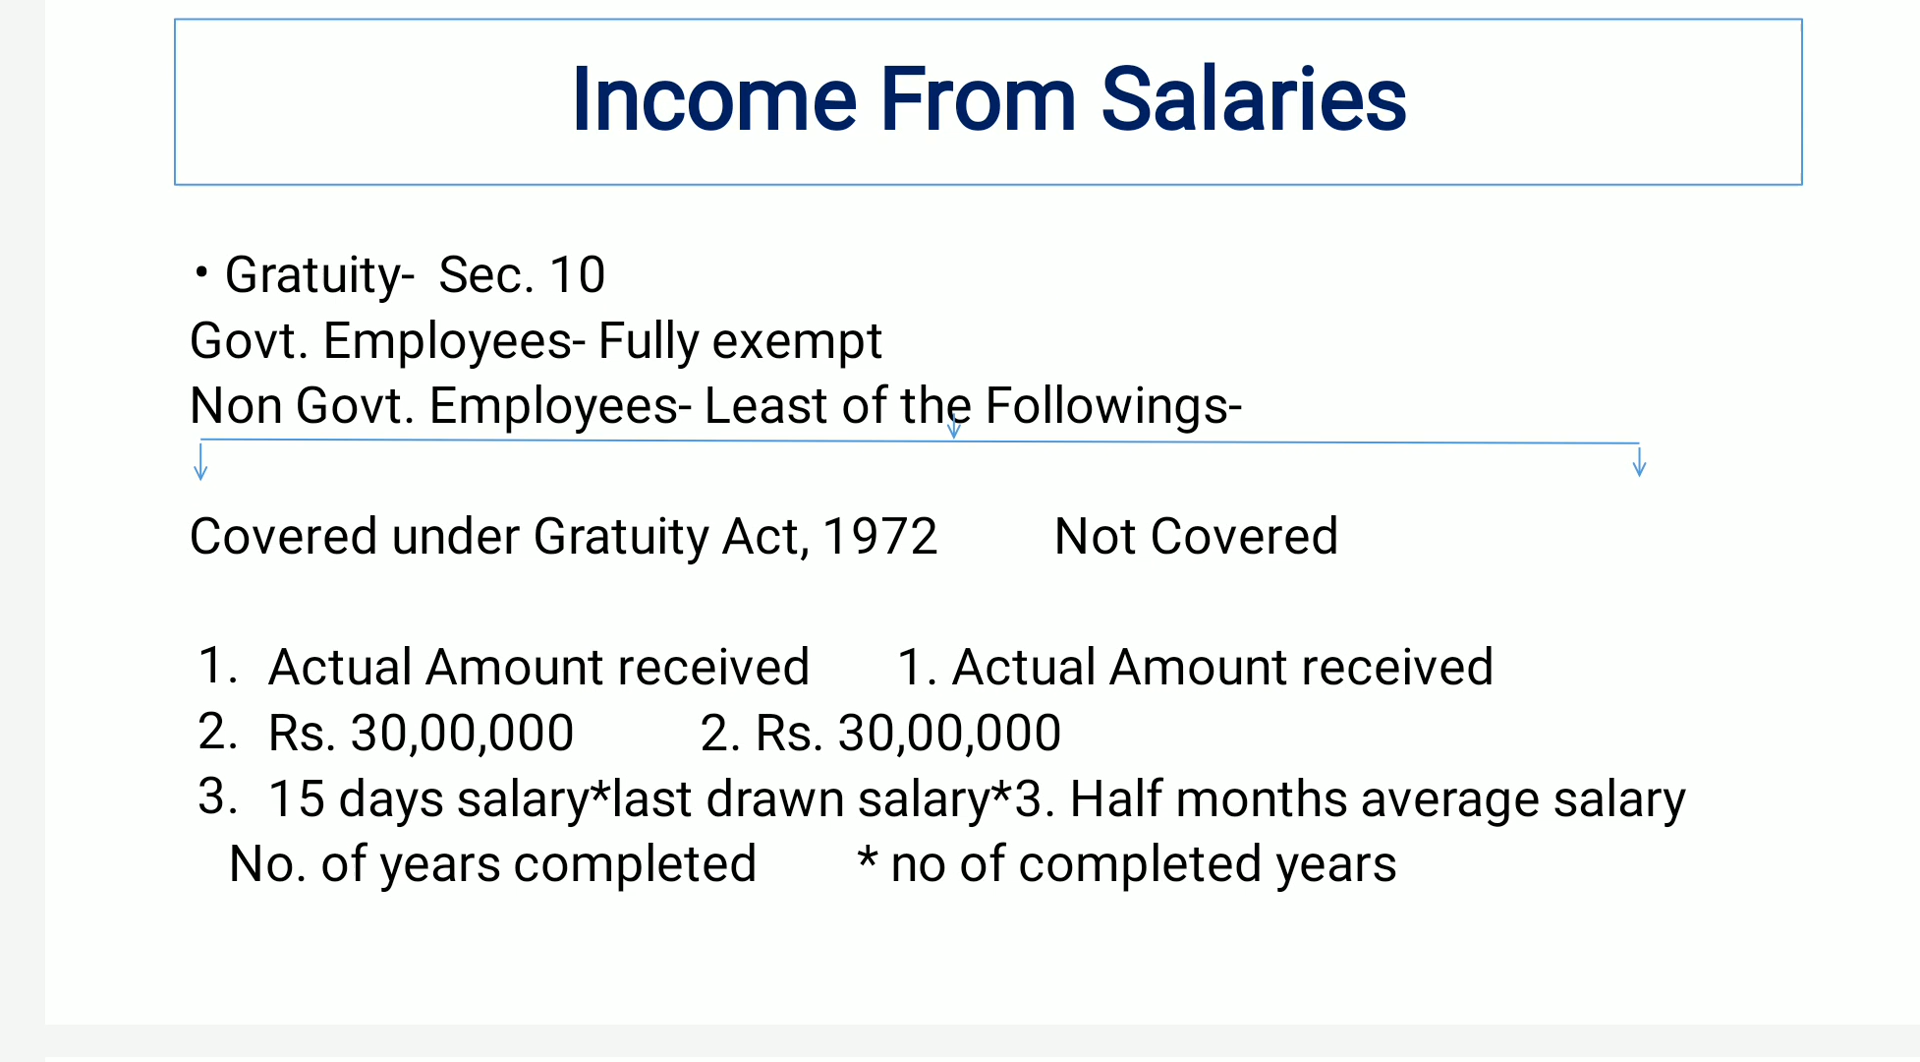 Income From Salaries
• Gratuity- Sec. 10
Govt. Employees- Fully exempt
Non Govt. Employees- Least of the Followings-
Covered under Gratuity Act, 1972 Not Covered
1. Actual Amount received 1. Actual Amount received
2. Rs. 30,00,000 2. Rs. 30,00,000
3. 15 days salary*last drawn salary*3. Half months average salary
No. of years completed * no of completed years